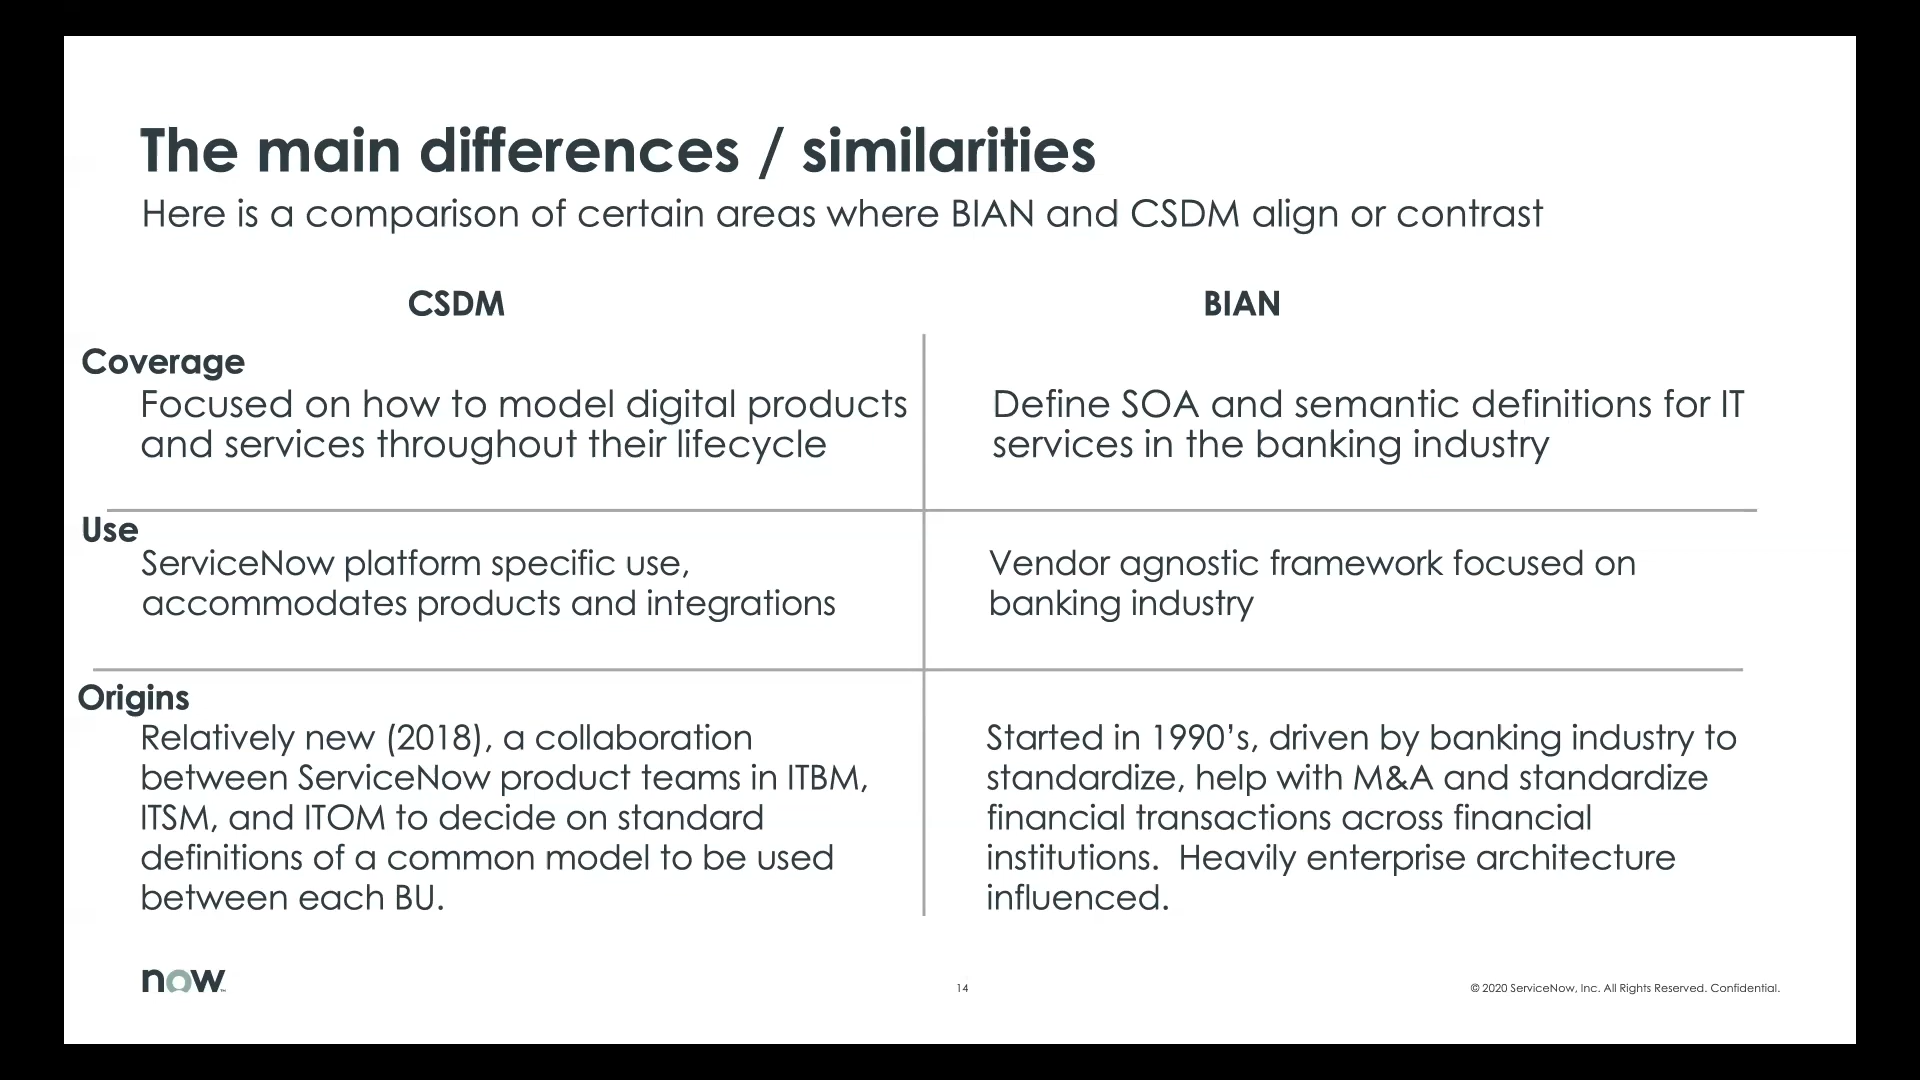 The main differences / similarities
Here is a comparison of certain areas where BIAN and CSDM align or contrast
CSDM
BIAN
Coverage
Focused on how to model digital products
and services throughout their lifecycle
Define SOA and semantic definitions for IT
services in the banking industry
Use
ServiceNow platform specific use,
accommodates products and integrations
Vendor agnostic framework focused on
banking industry
Origins
Relatively new (2018), a collaboration
between ServiceNow product teams in ITBM,
ITSM, and ITOM to decide on standard
definitions of a common model to be used
between each BU.
Started in 1990’s, driven by banking industry to
standardize, help with M&A and standardize
financial transactions across financial
institutions.  Heavily enterprise architecture
influenced.
now™
14
© 2020 ServiceNow, Inc. All Rights Reserved. Confidential.